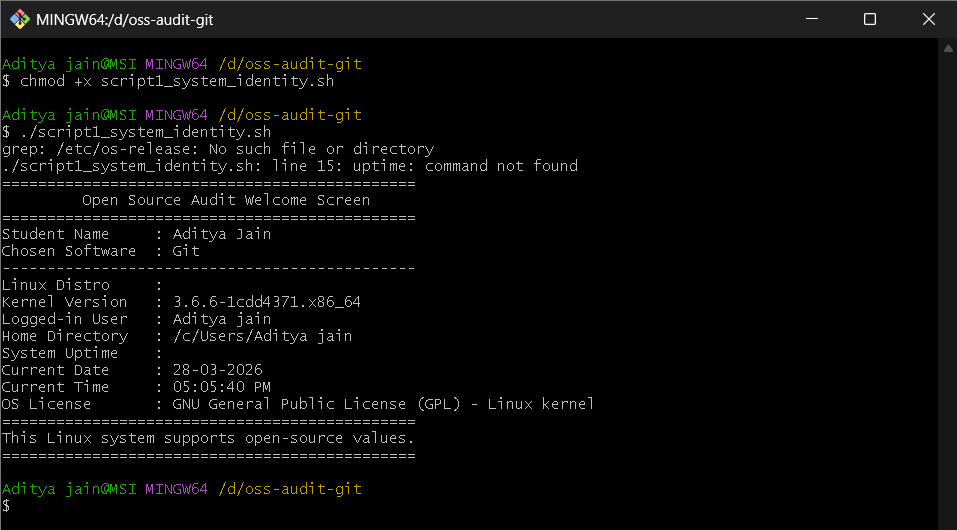 MINGW64:/d/oss-audit-git
Aditya jain@MSI MINGW64 /d/oss-audit-git
$ chmod +x script1_system_identity.sh
Aditya jain@MSI MINGW64 /d/oss-audit-git
$ ./script1_system_identity.sh
grep: /etc/os-release: No such file or directory
./script1_system_identity.sh: line 15: uptime: command not found
==============================================
         Open Source Audit Welcome Screen
==============================================
Student Name     : Aditya Jain
Chosen Software  : Git
----------------------------------------------
Linux Distro     :
Kernel Version   : 3.6.6-1cdd4371.x86_64
Logged-in User   : Aditya jain
Home Directory   : /c/Users/Aditya jain
System Uptime    :
Current Date     : 28-03-2026
Current Time     : 05:05:40 PM
OS License       : GNU General Public License (GPL) - Linux kernel
==============================================
This Linux system supports open-source values.
==============================================
Aditya jain@MSI MINGW64 /d/oss-audit-git
$